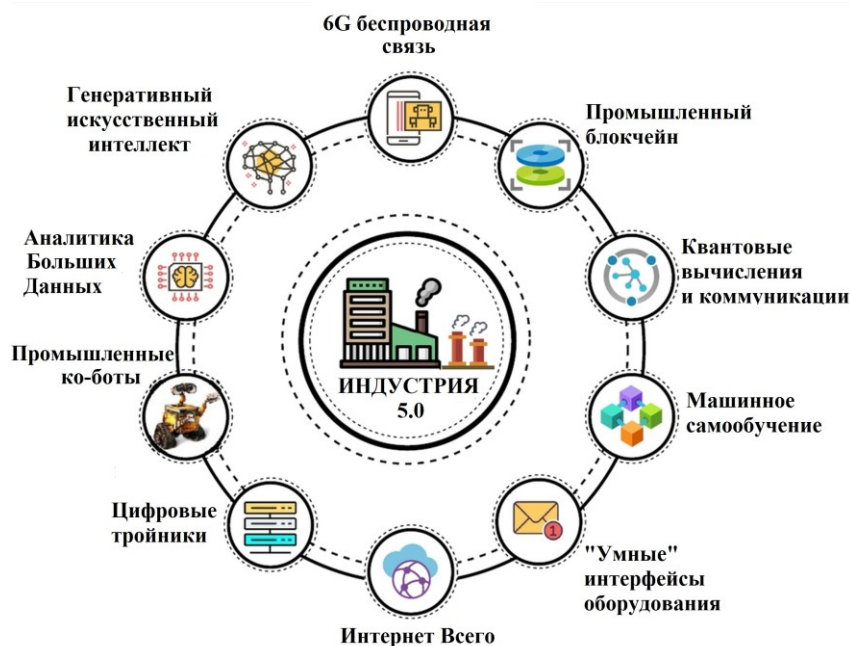 6G беспроводная
связь
Генеративный
искусственный
интеллект
Промышленный
блокчейн
Аналитика
Больших
Данных
Квантовые
вычисления
и коммуникации
Промышленные
ко-боты
ИНДУСТРИЯ
5.0
Машинное
самообучение
Цифровые
тройники
"Умные"
интерфейсы
оборудования
1
Интернет Всего